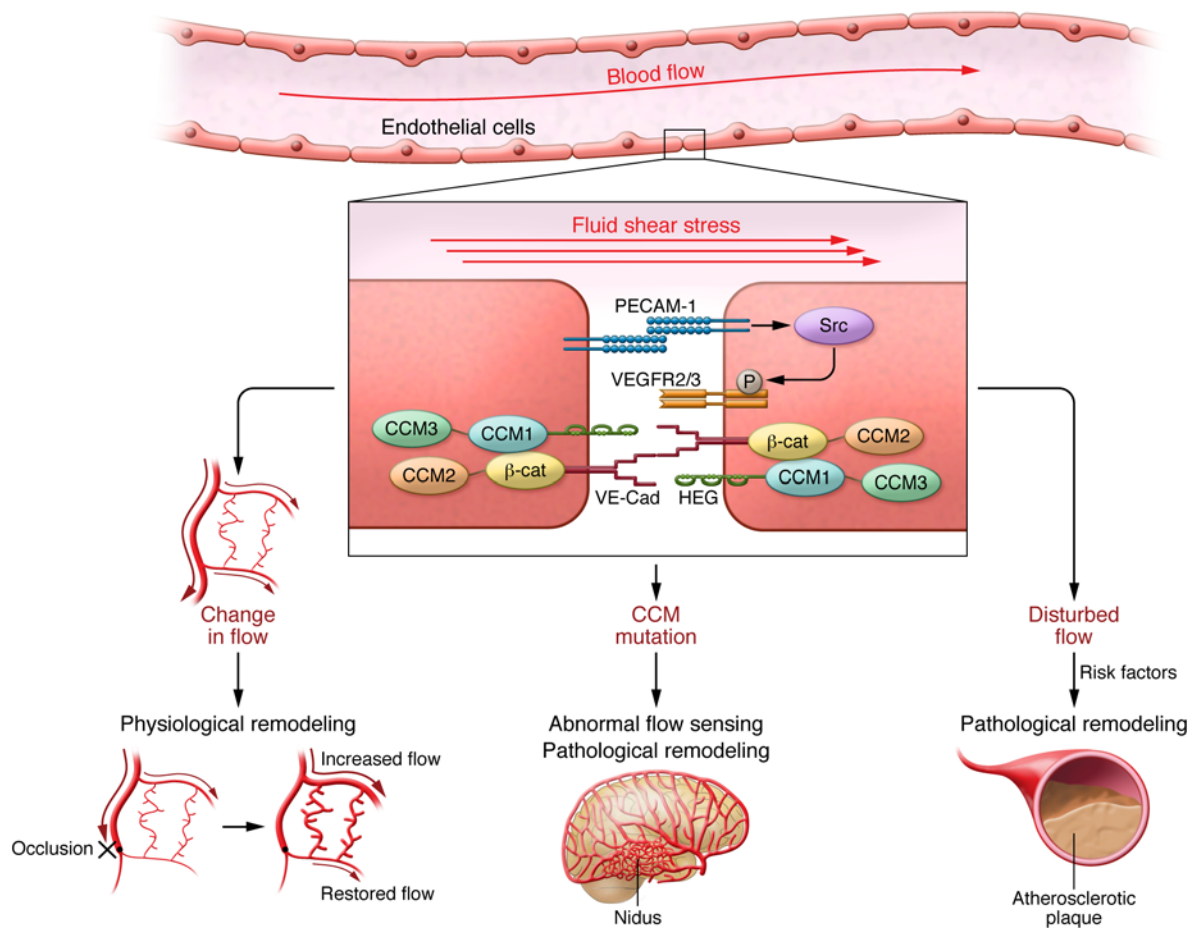 Blood flow
Endothelial cells
Fluid shear stress
PECAM-1
Src
VEGFR2/3
P
CCM3
CCM1
β-cat
CCM2
CCM2
β-cat
VE-Cad
HEG
CCM1
CCM3
Change
in flow
CCM
mutation
Disturbed
flow
Risk factors
Physiological remodeling
Abnormal flow sensing
Pathological remodeling
Pathological remodeling
Increased flow
Occlusion
Restored flow
Nidus
Atherosclerotic
plaque